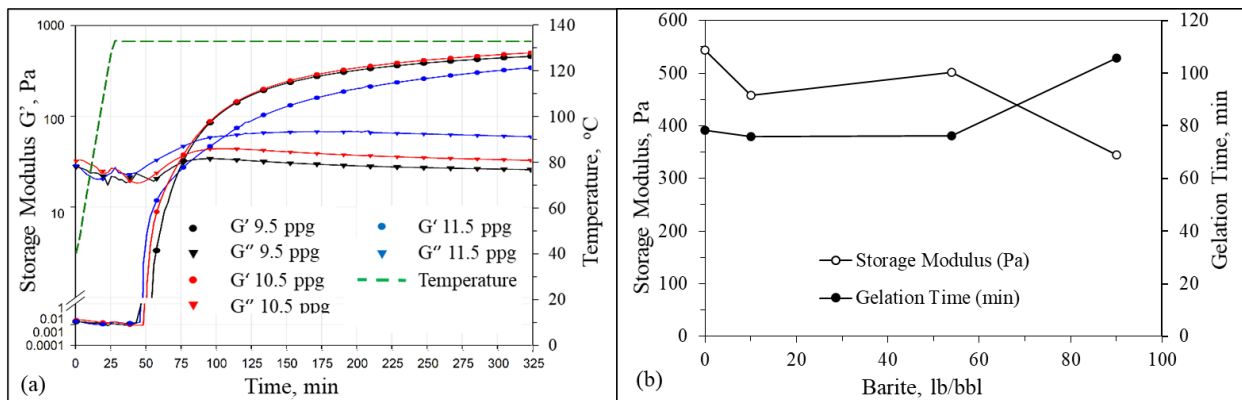 1000
100
10
0.01
0.001
0.0001
Storage Modulus G’, Pa
140
120
100
80
60
40
20
0
Temperature, °C
G′ 9.5 ppg
G′′ 9.5 ppg
G′ 10.5 ppg
G′′ 10.5 ppg
G′ 11.5 ppg
G′′ 11.5 ppg
Temperature
0 25 50 75 100 125 150 175 200 225 250 275 300 325
Time, min
(a)
600
500
400
300
200
100
0
Storage Modulus, Pa
120
100
80
60
40
20
0
Gelation Time, min
Storage Modulus (Pa)
Gelation Time (min)
0 20 40 60 80 100
Barite, lb/bbl
(b)